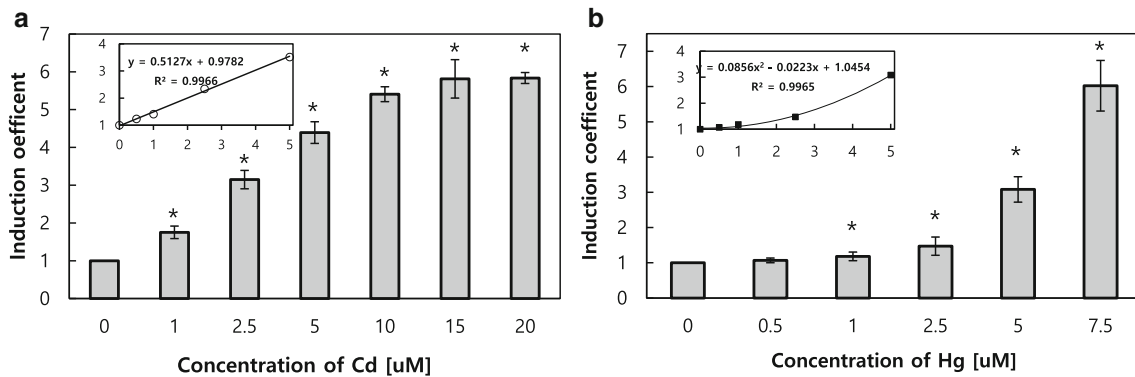 a
Induction oefficent
7
6
5
4
3
2
1
0
4
3
2
1
y = 0.5127x + 0.9782
R² = 0.9966
0 1 2 3 4 5
* * * * * *
0 1 2.5 5 10 15 20
Concentration of Cd [uM]
b
Induction coefficent
7
6
5
4
3
2
1
0
4
3
2
1
y = 0.0856x² - 0.0223x + 1.0454
R² = 0.9965
0 1 2 3 4 5
* * * *
0 0.5 1 2.5 5 7.5
Concentration of Hg [uM]